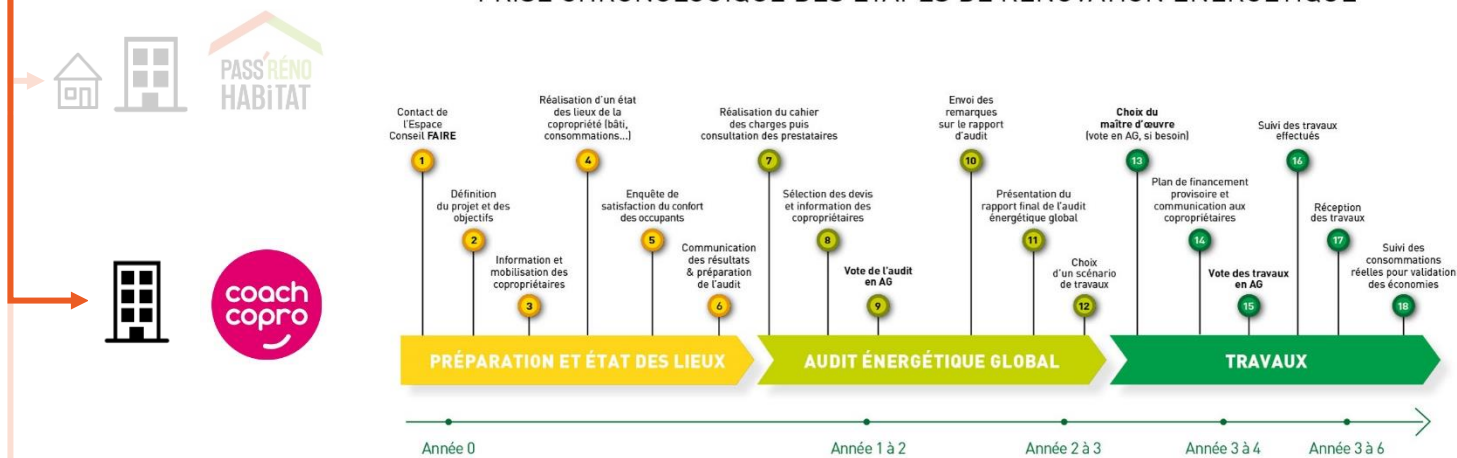 FRISE CHRONOLOGIQUE DES ÉTAPES DE RÉNOVATION ÉNERGÉTIQUE
PASS'RÉNO
HABiTAT
coach
copro
Contact de
l'Espace
Conseil FAIRE
1
Définition
du projet et des
objectifs
2
Information et
mobilisation des
copropriétaires
3
Réalisation d'un état
des lieux de la
copropriété (bâti,
consommations...)
4
Enquête de
satisfaction du confort
des occupants
5
Communication
des résultats
& préparation
de l'audit
6
Réalisation du cahier
des charges puis
consultation des prestataires
7
Sélection des devis
et information des
copropriétaires
8
Vote de l'audit
en AG
9
Envoi des
remarques
sur le rapport
d'audit
10
Présentation du
rapport final de l'audit
énergétique global
11
Choix
d'un scénario
de travaux
12
Choix du
maître d'œuvre
(vote en AG, si besoin)
13
Plan de financement
provisoire et
communication aux
copropriétaires
14
Vote des travaux
en AG
15
Suivi des travaux
effectués
16
Réception
des travaux
17
Suivi des
consommations
réelles pour validation
des économies
18
PRÉPARATION ET ÉTAT DES LIEUX
AUDIT ÉNERGÉTIQUE GLOBAL
TRAVAUX
Année 0
Année 1 à 2
Année 2 à 3
Année 3 à 4
Année 3 à 6